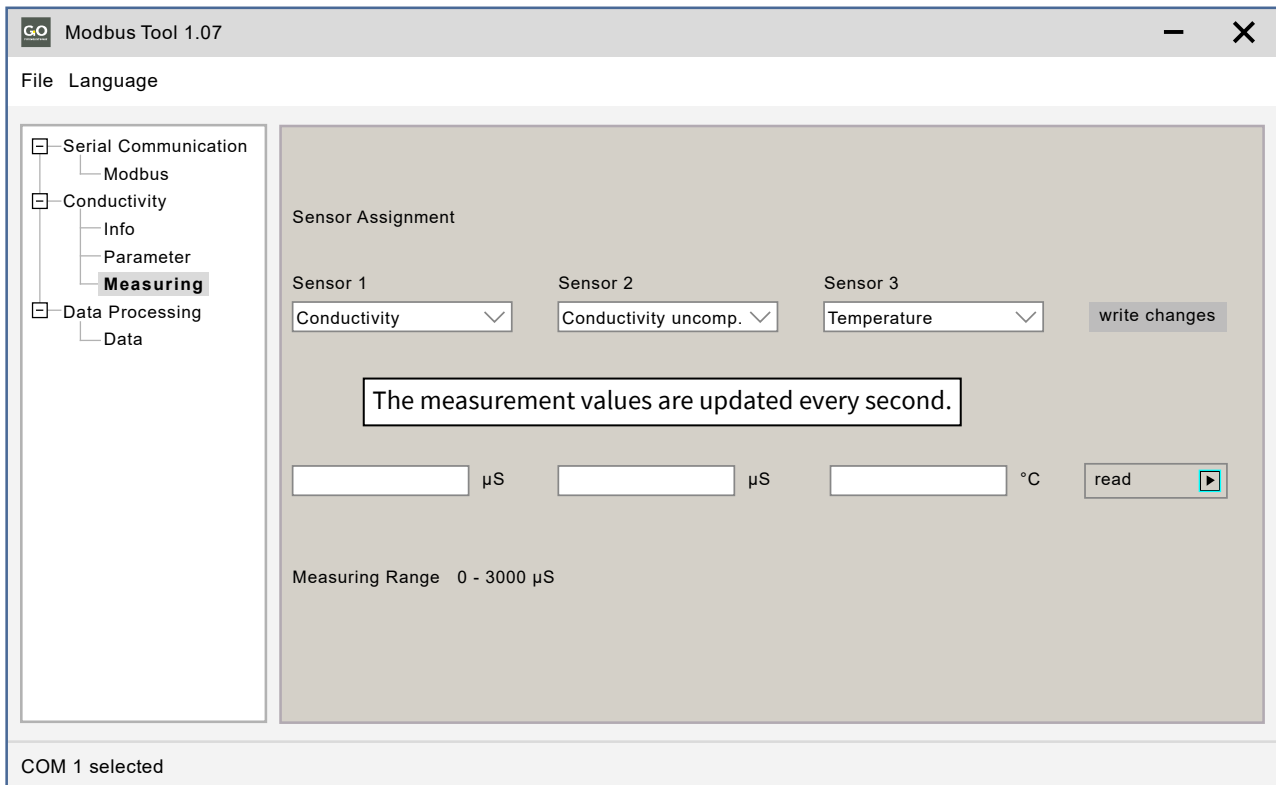 GO Modbus Tool 1.07
File Language
Serial Communication
Modbus
Conductivity
Info
Parameter
Measuring
Data Processing
Data
Sensor Assignment
Sensor 1 Sensor 2 Sensor 3
Conductivity Conductivity uncomp. Temperature write changes
The measurement values are updated every second.
µS µS °C read
Measuring Range 0 - 3000 µS
COM 1 selected